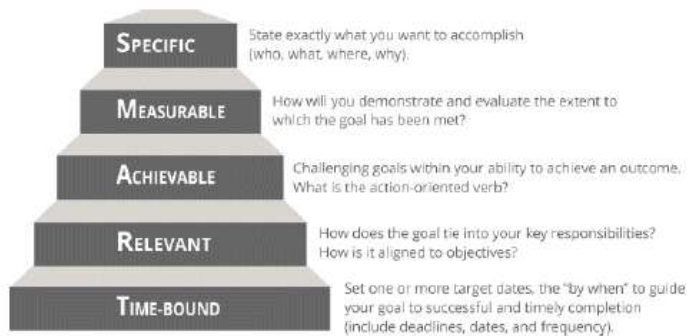 SPECIFIC
State exactly what you want to accomplish
(who, what, where, why).
MEASURABLE
How will you demonstrate and evaluate the extent to
which the goal has been met?
ACHIEVABLE
Challenging goals within your ability to achieve an outcome.
What is the action-oriented verb?
RELEVANT
How does the goal tie into your key responsibilities?
How is it aligned to objectives?
TIME-BOUND
Set one or more target dates, the "by when" to guide
your goal to successful and timely completion
(include deadlines, dates, and frequency).